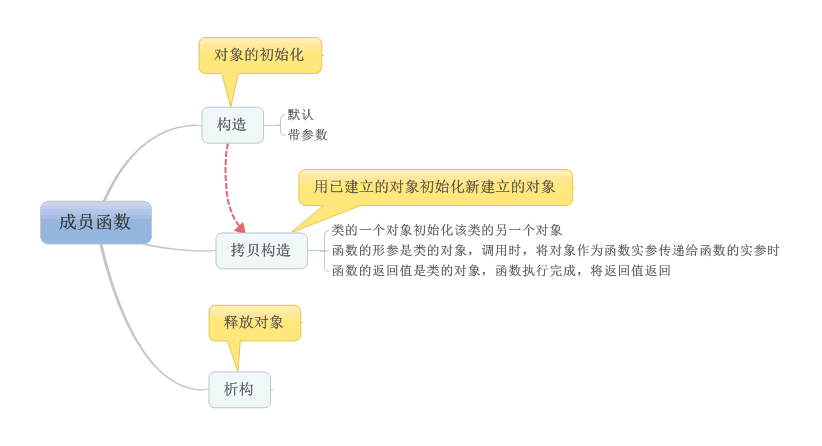 对象的初始化
构造
默认
带参数
用已建立的对象初始化新建立的对象
成员函数
拷贝构造
类的一个对象初始化该类的另一个对象
函数的形参是类的对象，调用时，将对象作为函数实参传递给函数的实参时
函数的返回值是类的对象，函数执行完成，将返回值返回
释放对象
析构